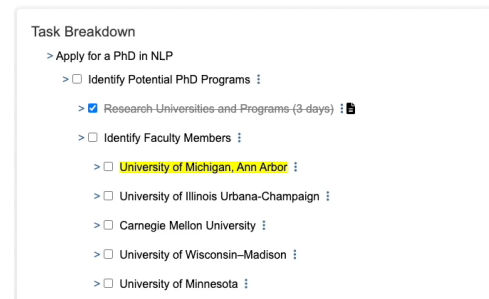 Task Breakdown
> Apply for a PhD in NLP
> Identify Potential PhD Programs
> Research Universities and Programs (3 days)
> Identify Faculty Members
> University of Michigan, Ann Arbor
> University of Illinois Urbana-Champaign
> Carnegie Mellon University
> University of Wisconsin–Madison
> University of Minnesota